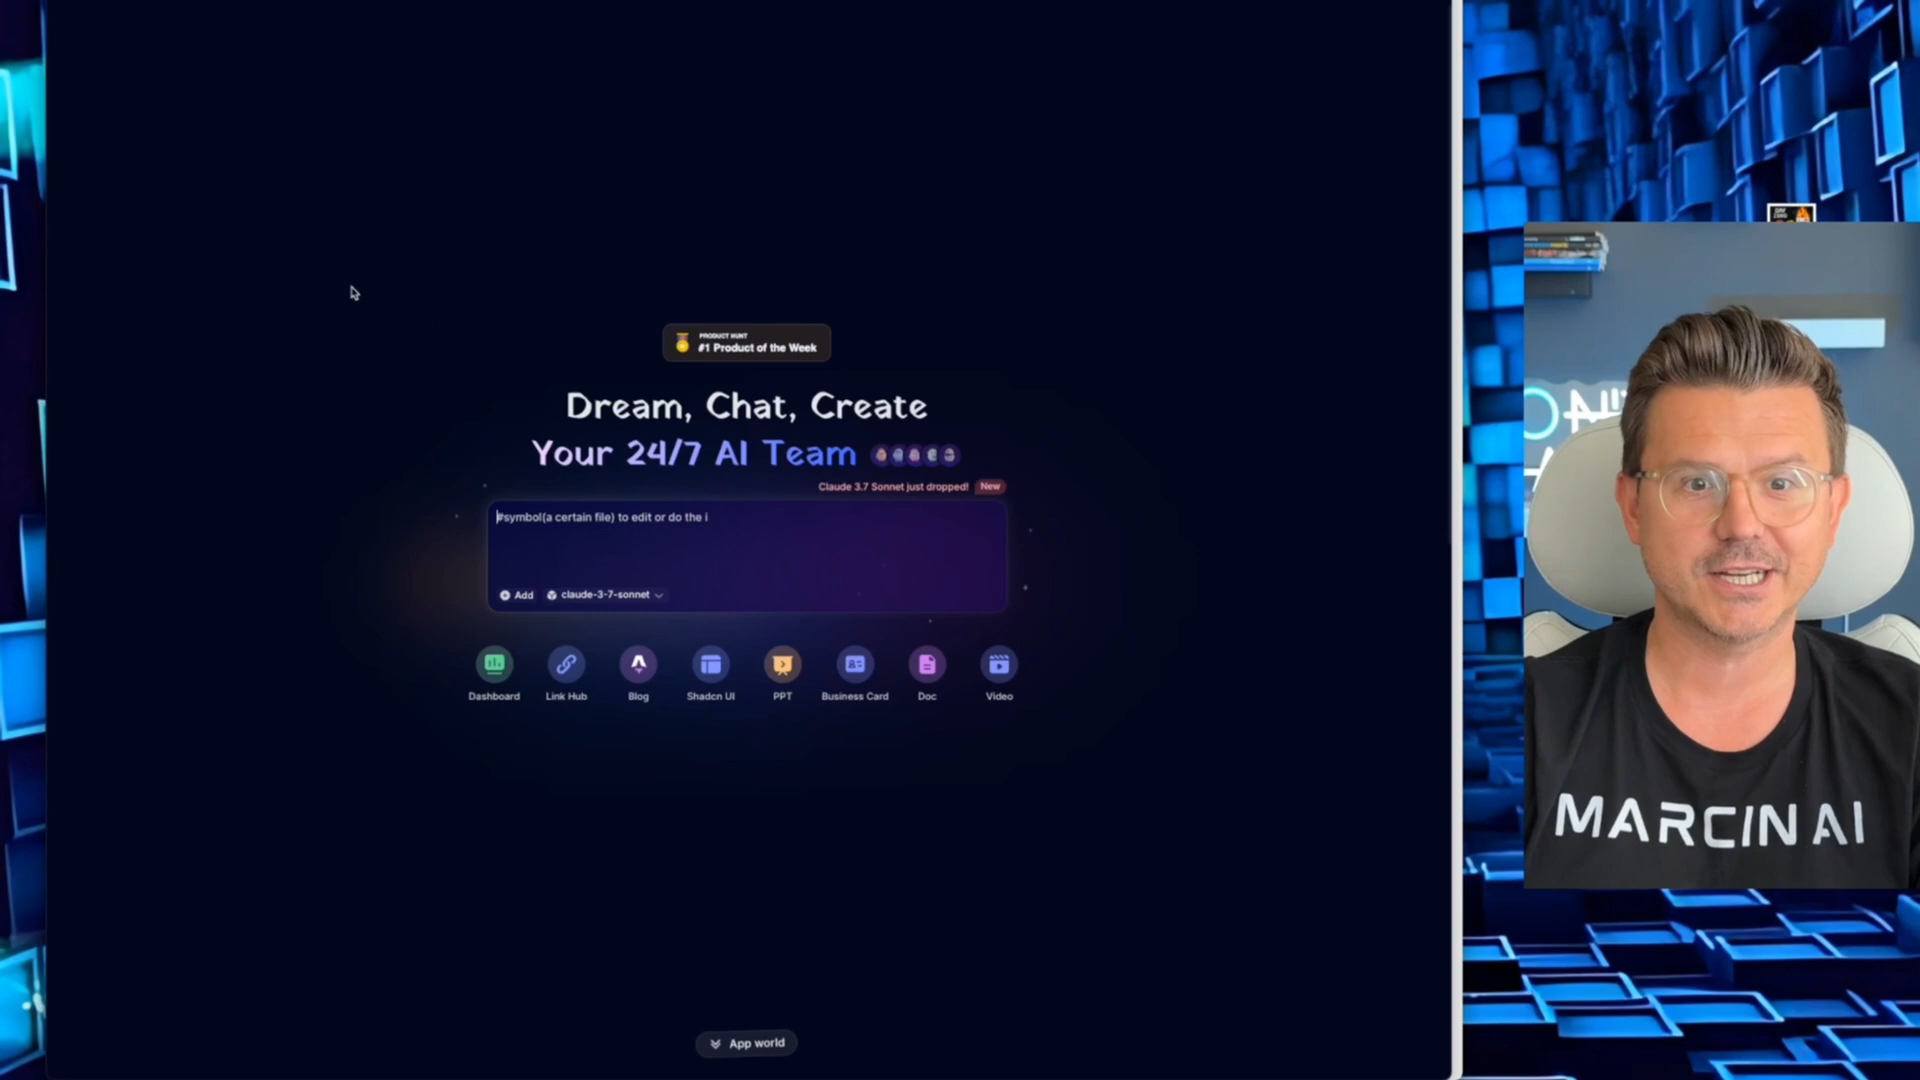 PRODUCT HUNT
#1 Product of the Week
Dream, Chat, Create
Your 24/7 AI Team
Claude 3.7 Sonnet just dropped! New
#symbol(a certain file) to edit or do the i
Add claude-3-7-sonnet
Dashboard Link Hub Blog Shadcn UI PPT Business Card Doc Video
App world
MARCIN AI